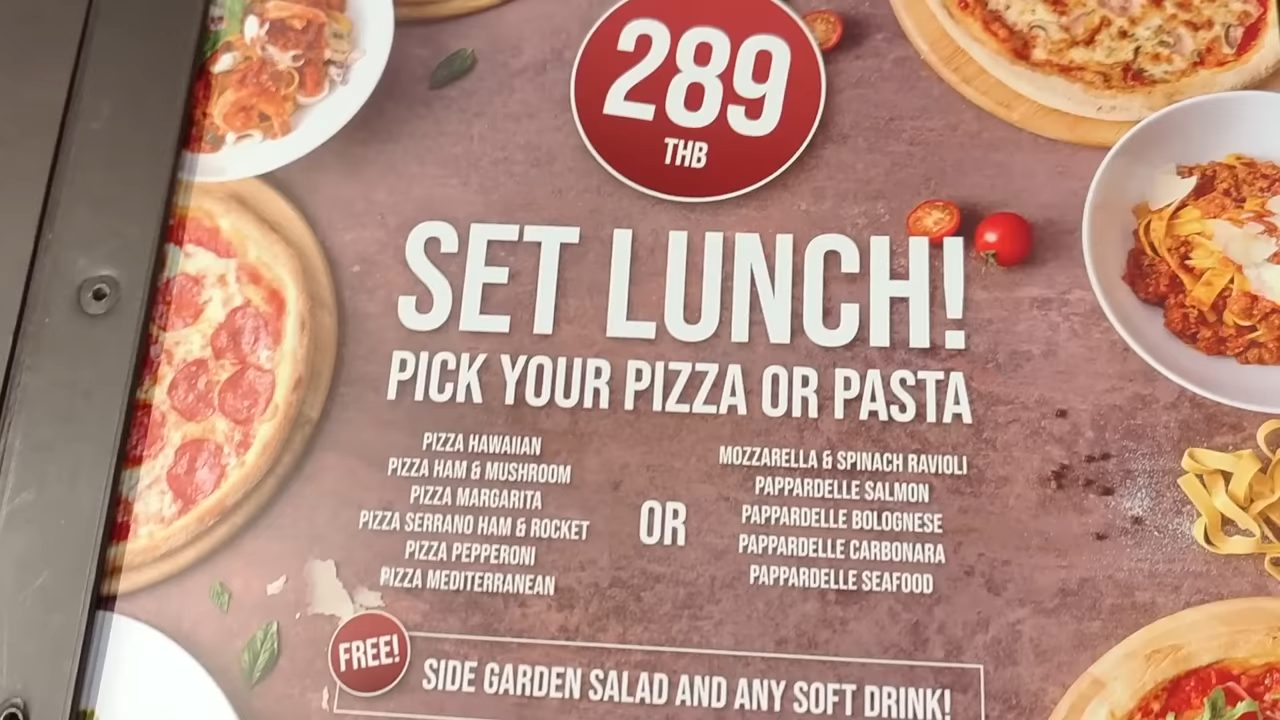 289
THB
SET LUNCH!
PICK YOUR PIZZA OR PASTA
PIZZA HAWAIIAN
PIZZA HAM & MUSHROOM
PIZZA MARGARITA
PIZZA SERRANO HAM & ROCKET
PIZZA PEPPERONI
PIZZA MEDITERRANEAN
OR
MOZZARELLA & SPINACH RAVIOLI
PAPPARDELLE SALMON
PAPPARDELLE BOLOGNESE
PAPPARDELLE CARBONARA
PAPPARDELLE SEAFOOD
FREE!
SIDE GARDEN SALAD AND ANY SOFT DRINK!